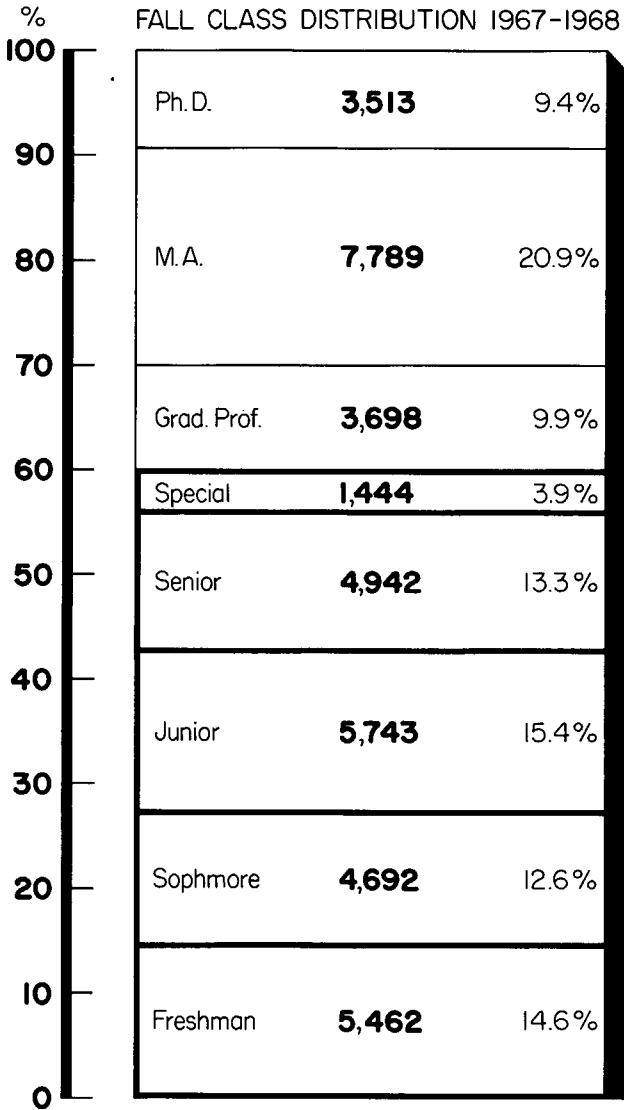 % FALL CLASS DISTRIBUTION 1967-1968
100
Ph.D. 3,513 9.4%
90
80 M.A. 7,789 20.9%
70
Grad. Prof. 3,698 9.9%
60
Special 1,444 3.9%
50 Senior 4,942 13.3%
40
Junior 5,743 15.4%
30
20 Sophmore 4,692 12.6%
10
Freshman 5,462 14.6%
0